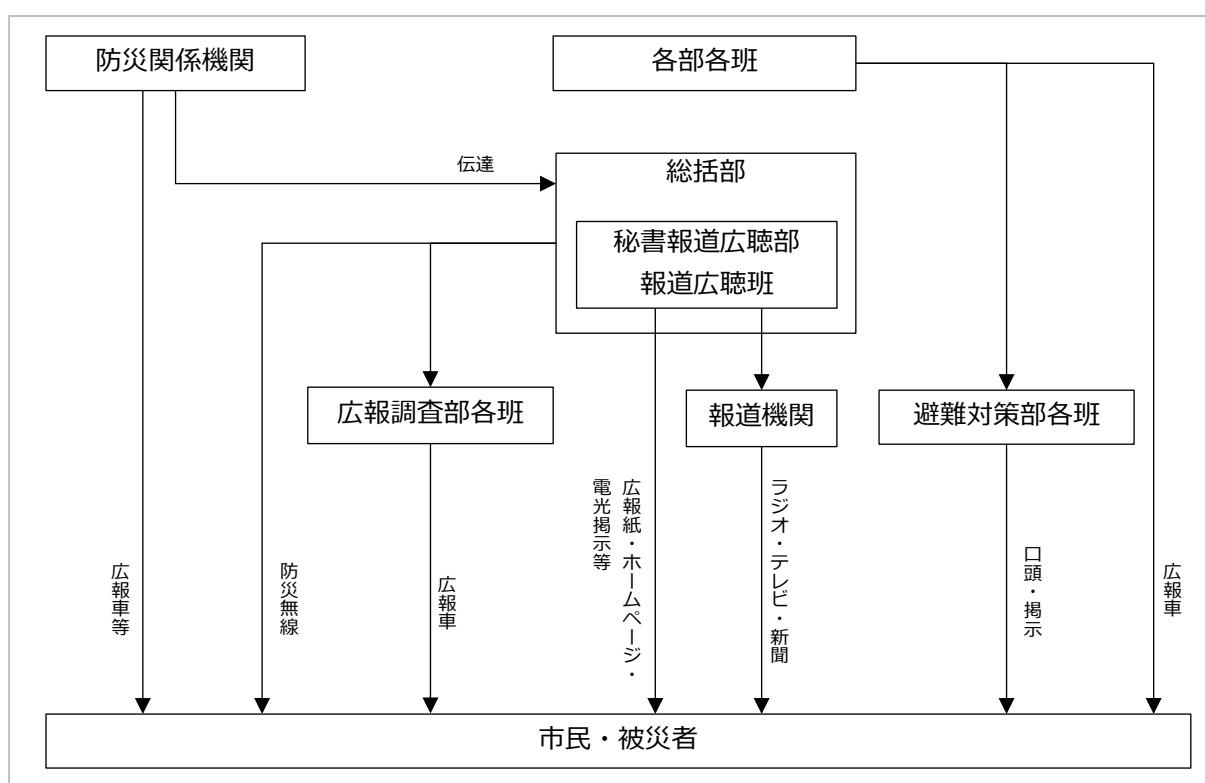 防災関係機関
各部各班
伝達
総括部
秘書報道広聴部
報道広聴班
広報調査部各班
報道機関
避難対策部各班
広報車等
防災無線
広報車
広報紙・ホームページ・
電光掲示等
ラジオ・テレビ・新聞
口頭・掲示
広報車
市民・被災者